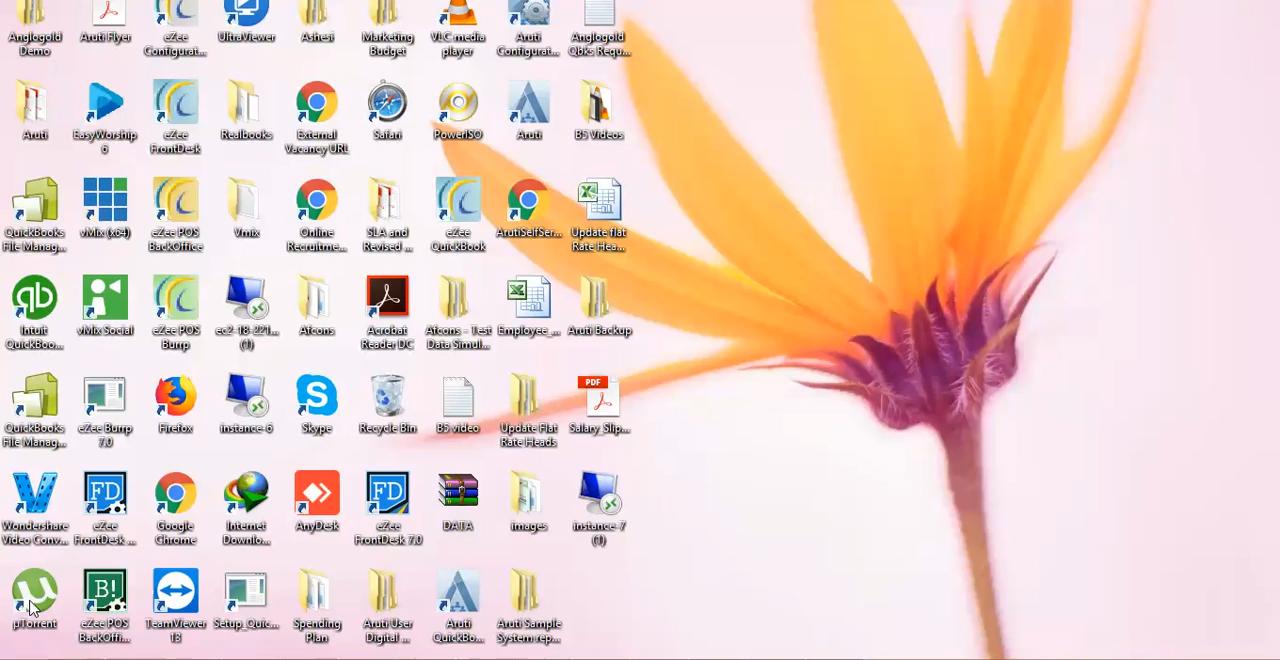 Anglogold
Demo
Aruti Flyer
eZee
Configurat...
UltraViewer
Ashesi
Marketing
Budget
VLC media
player
Aruti
Configurat...
Anglogold
Qbks Requ...
Aruti
EasyWorship
6
eZee
FrontDesk
Realbooks
External
Vacancy URL
Safari
PowerISO
Aruti
B5 Videos
QuickBooks
File Manag...
vMix (x64)
eZee POS
BackOffice
Vmix
Online
Recruitme...
SLA and
Revised ...
eZee
QuickBook
ArutiSelfSer...
Update flat
Rate Hea...
qb
Intuit
QuickBoo...
vMix Social
eZee POS
Burrp
ec2-18-221...
(1)
Afcons
Acrobat
Reader DC
Afcons - Test
Data Simul...
Employee_...
Aruti Backup
QuickBooks
File Manag...
eZee Burrp
7.0
Firefox
instance-6
S
Skype
Recycle Bin
B5 video
Update Flat
Rate Heads
PDF
Salary_Slip...
Wondershare
Video Conv...
FD
eZee
FrontDesk ...
Google
Chrome
Internet
Downlo...
AnyDesk
FD
eZee
FrontDesk 7.0
DATA
images
instance-7
(1)
µTorrent
B!
eZee POS
BackOffi...
TeamViewer
13
Setup_Quic...
Spending
Plan
Aruti User
Digital ...
Aruti
QuickBo...
Aruti Sample
System rep...